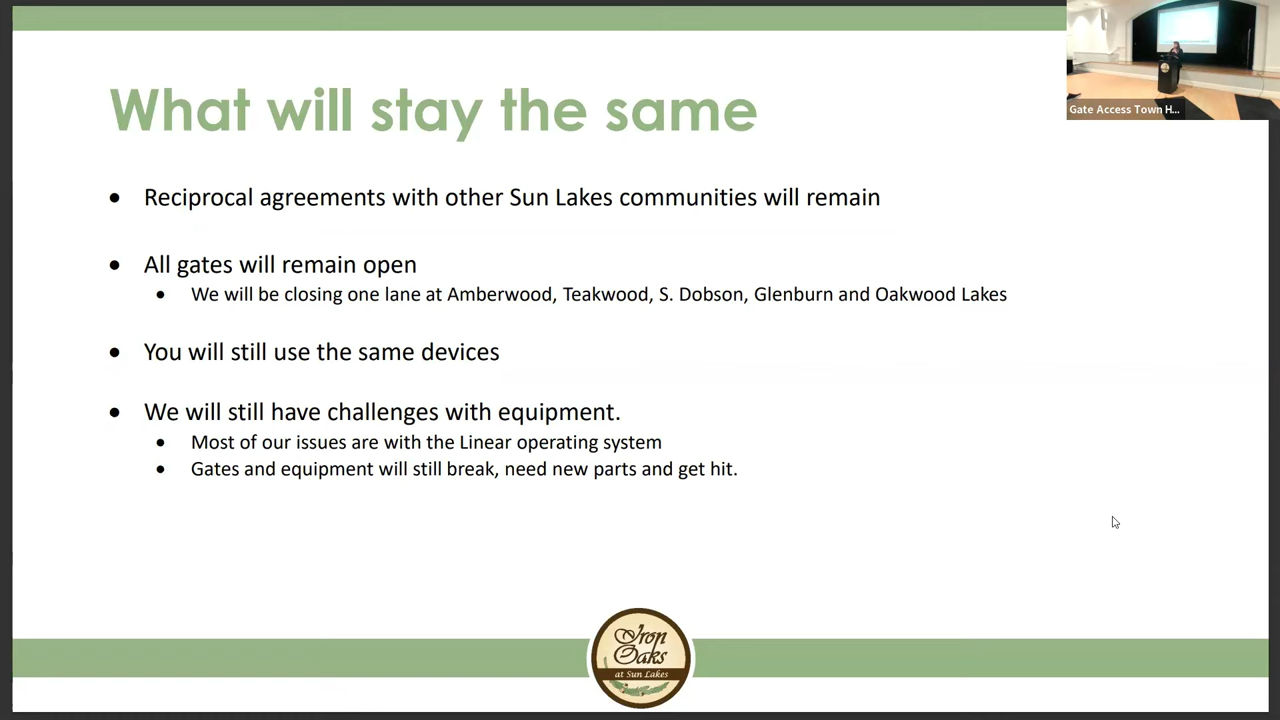 What will stay the same
Gate Access Town H...
• Reciprocal agreements with other Sun Lakes communities will remain
• All gates will remain open
• We will be closing one lane at Amberwood, Teakwood, S. Dobson, Glenburn and Oakwood Lakes
• You will still use the same devices
• We will still have challenges with equipment.
• Most of our issues are with the Linear operating system
• Gates and equipment will still break, need new parts and get hit.
Iron
Oaks
at Sun Lakes